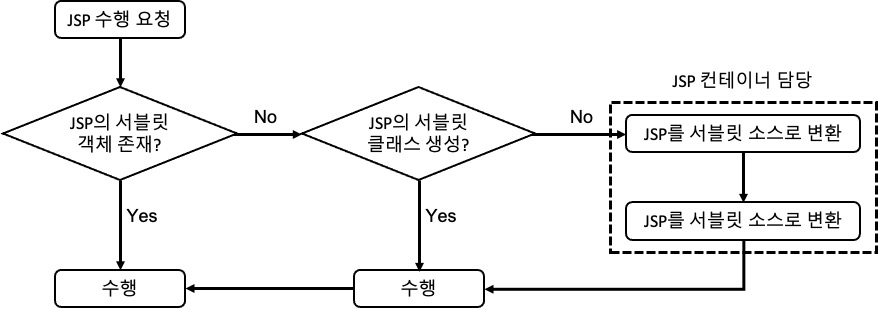 JSP 수행 요청
JSP 컨테이너 담당
JSP의 서블릿
객체 존재?
No
JSP의 서블릿
클래스 생성?
No
JSP를 서블릿 소스로 변환
Yes
Yes
JSP를 서블릿 소스로 변환
수행
수행